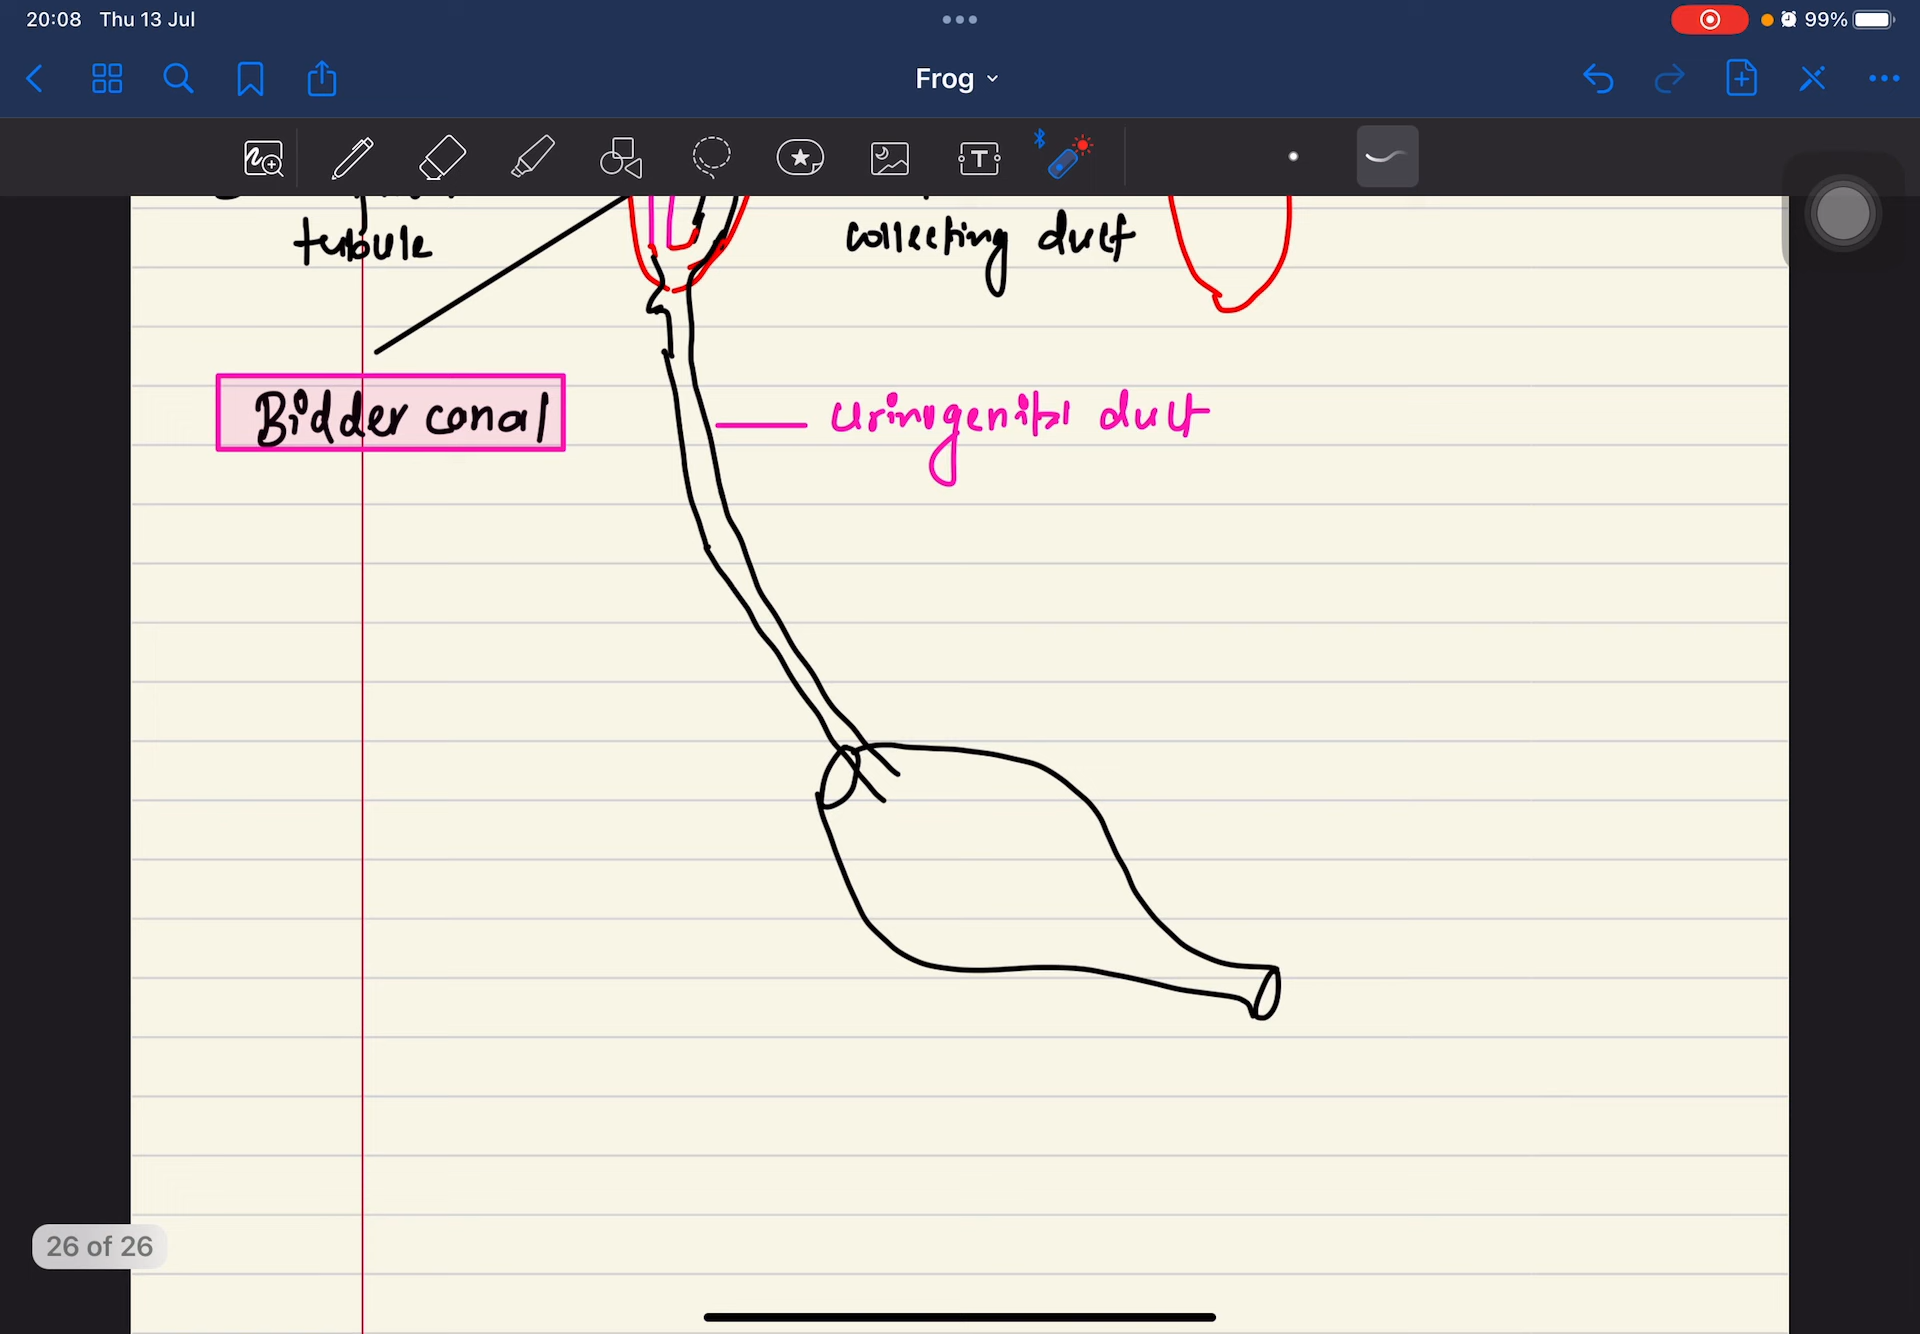 20:08 Thu 13 Jul
99%
Frog
T
tubule
collecting duct
Bidder canal
urinogenital duct
26 of 26